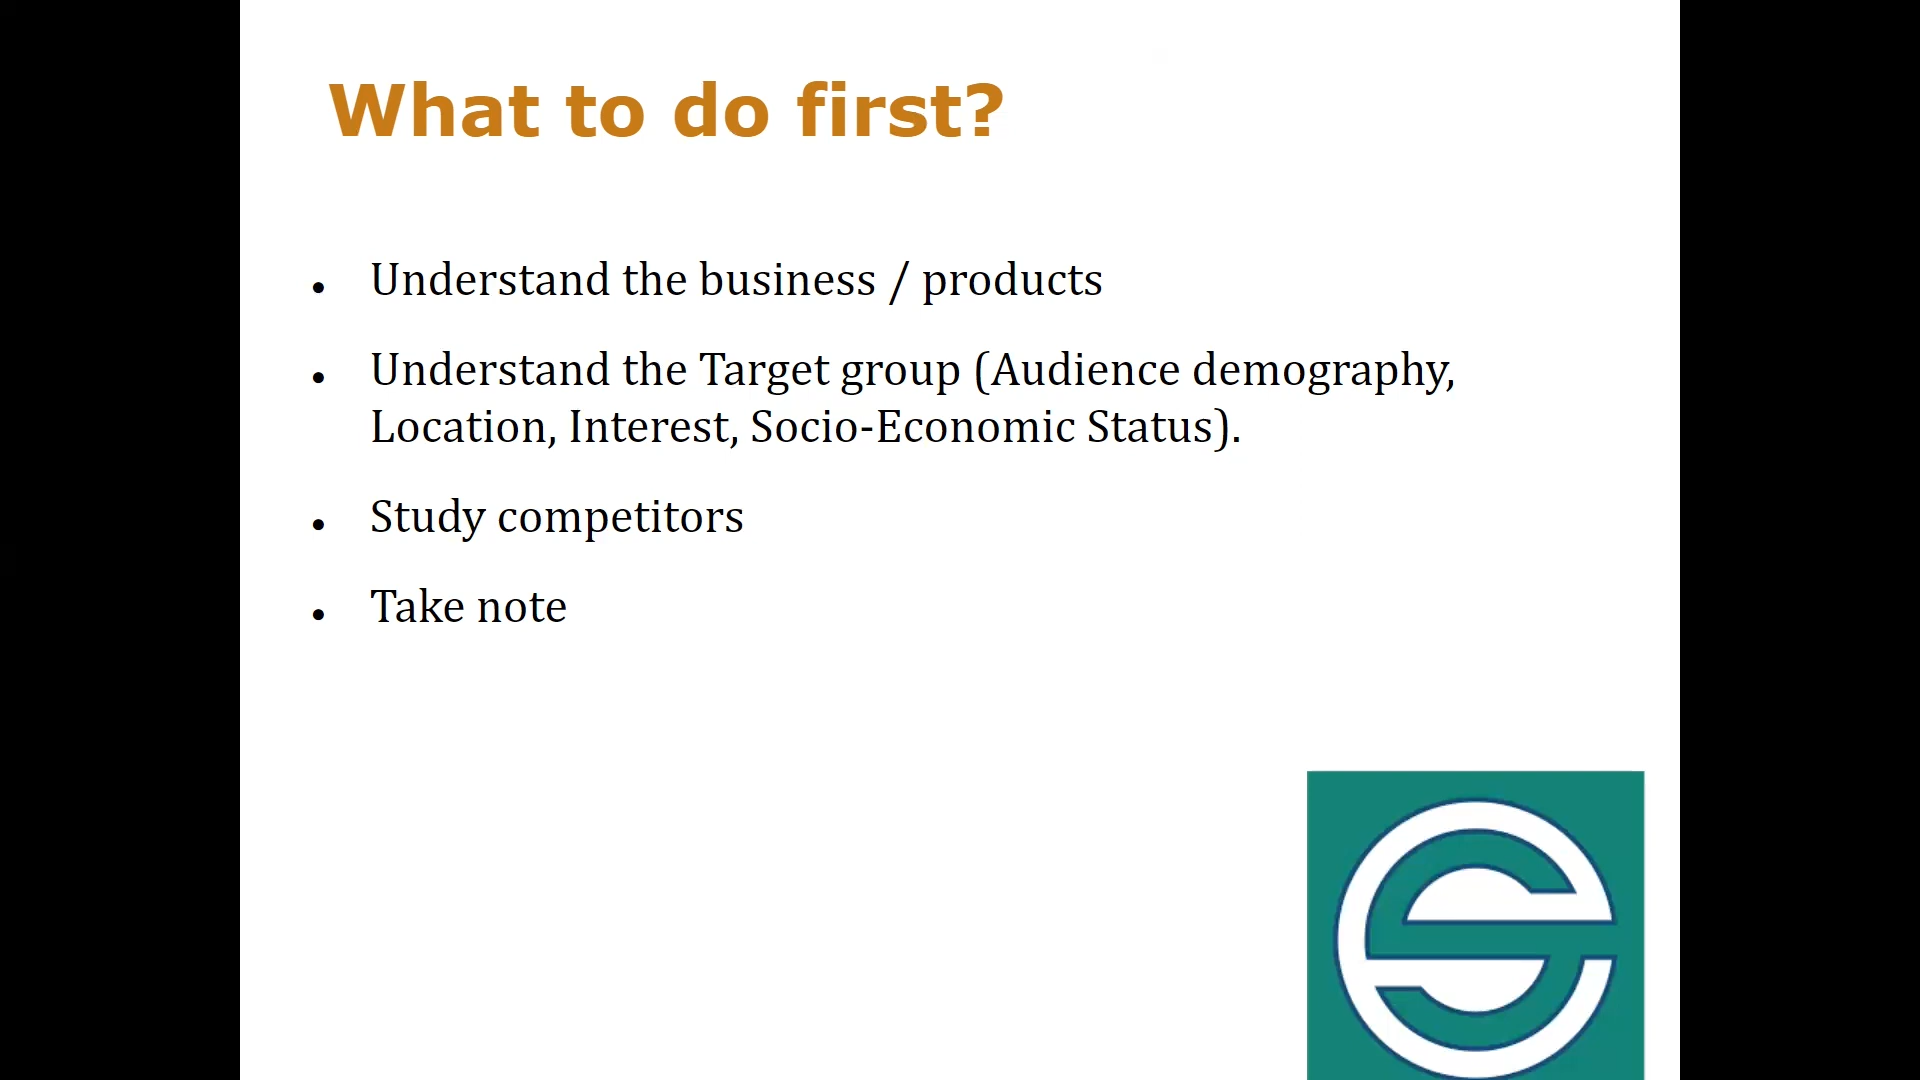 What to do first?
• Understand the business / products
• Understand the Target group (Audience demography,
Location, Interest, Socio-Economic Status).
• Study competitors
• Take note